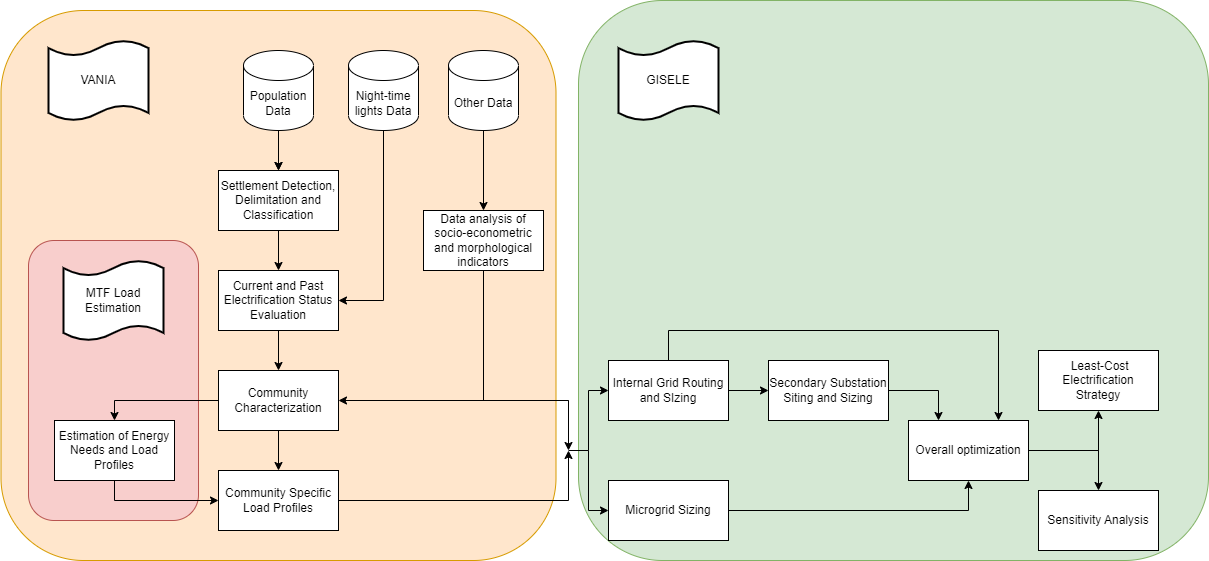 VANIA
GISELE
Population
Data
Night-time
lights Data
Other Data
Settlement Detection,
Delimitation and
Classification
Data analysis of
socio-econometric
and morphological
indicators
MTF Load
Estimation
Current and Past
Electrification Status
Evaluation
Community
Characterization
Estimation of Energy
Needs and Load
Profiles
Community Specific
Load Profiles
Internal Grid Routing
and SIzing
Secondary Substation
Siting and Sizing
Least-Cost
Electrification
Strategy
Overall optimization
Microgrid Sizing
Sensitivity Analysis